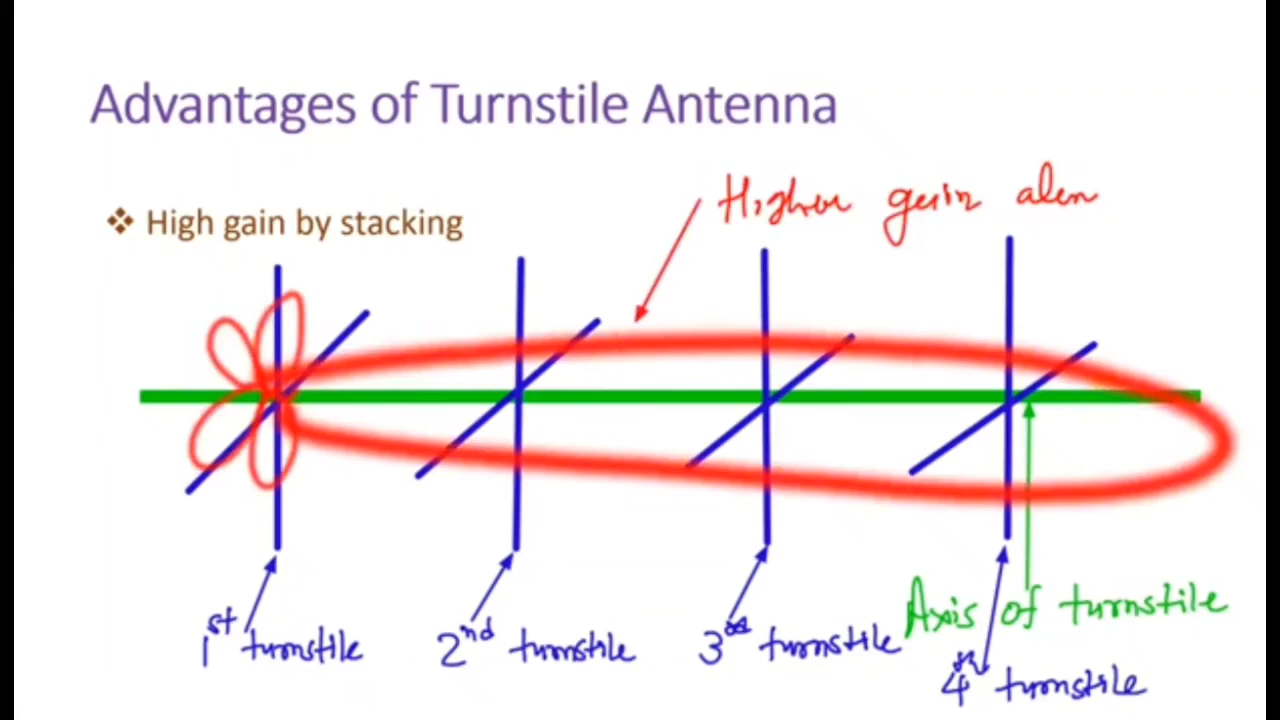 Advantages of Turnstile Antenna
Higher gain alon
❖ High gain by stacking
Axis of turnstile
1st turnstile
2nd turnstile
3rd turnstile
4th turnstile